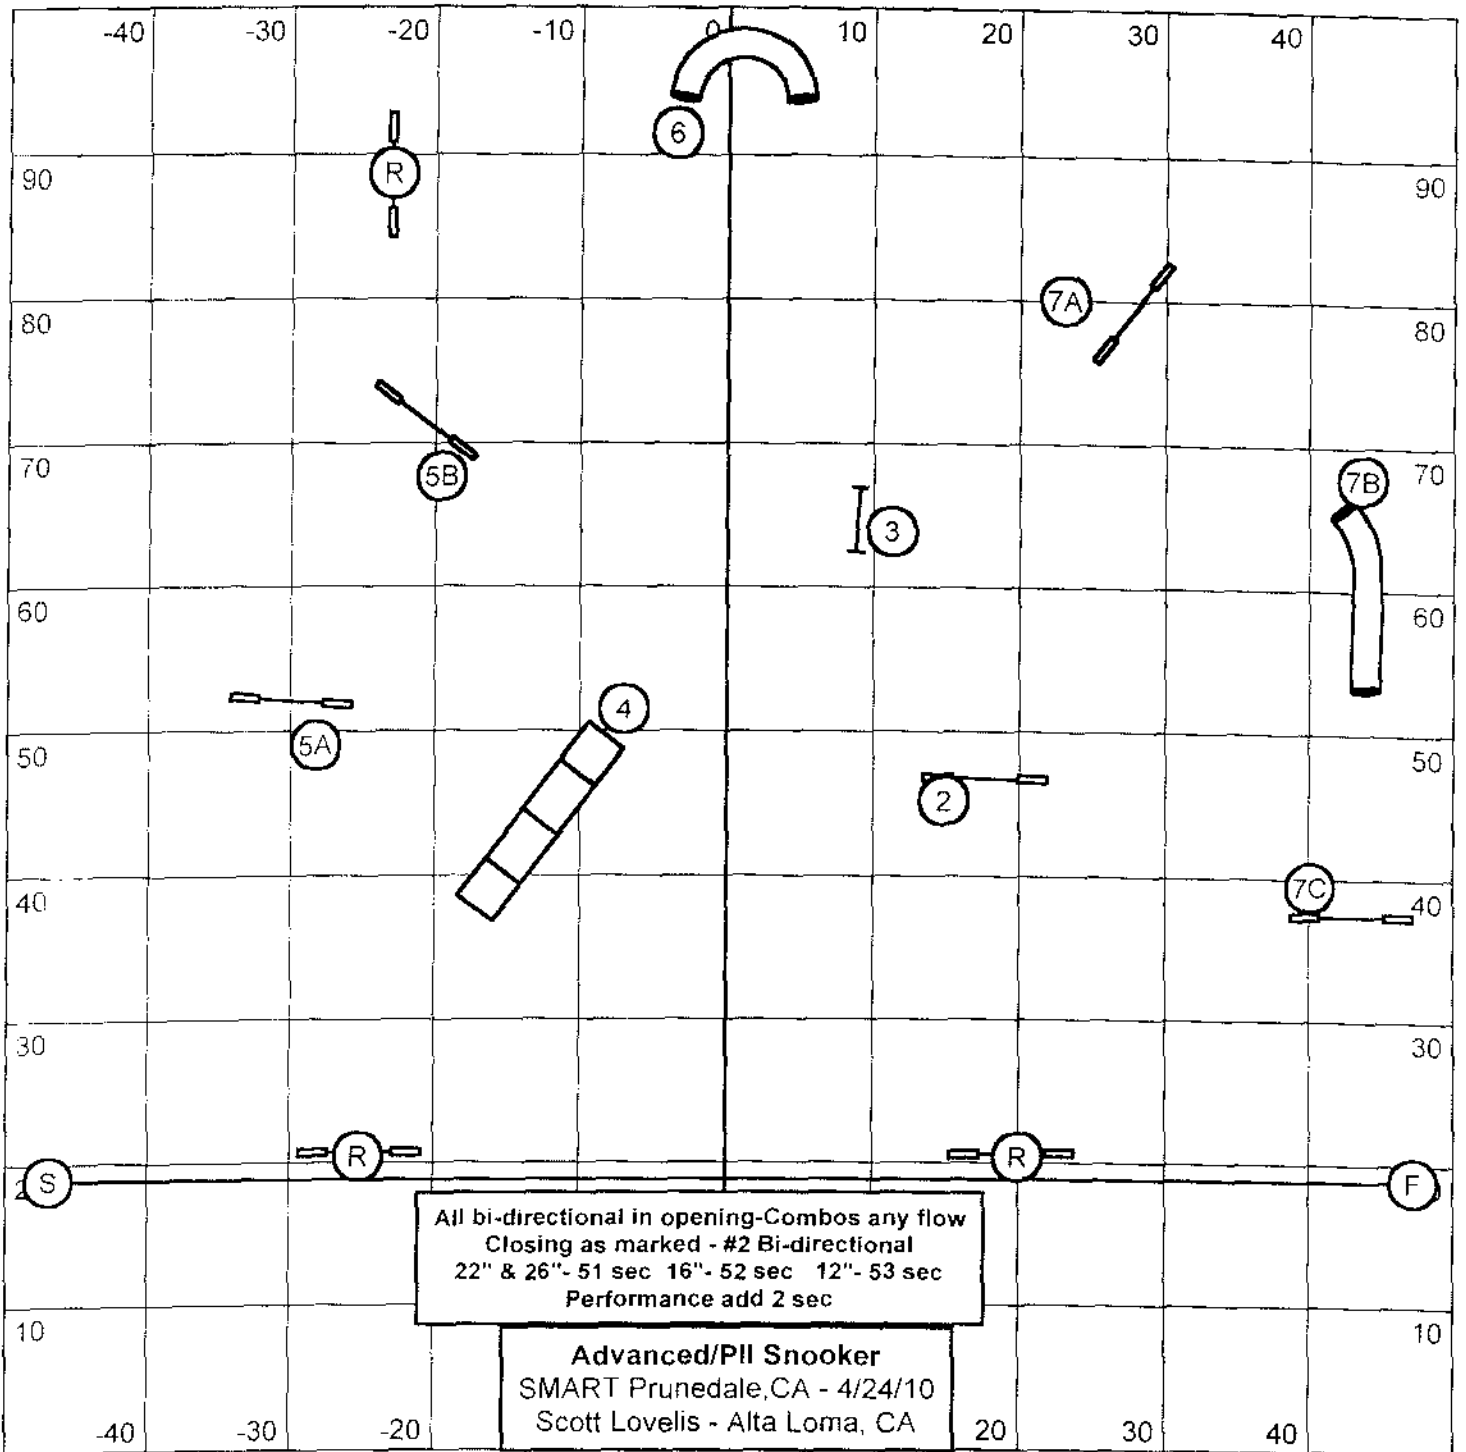 -40 -30 -20 -10 0 10 20 30 40
6
R
90 90
7A
80 80
5B 7B
70 70
3
60 60
4
5A
50 50
2
7C
40 40
30 30
R R
S F
2
All bi-directional in opening-Combos any flow
Closing as marked - #2 Bi-directional
22" & 26"- 51 sec 16"- 52 sec 12"- 53 sec
Performance add 2 sec
10 10
Advanced/PII Snooker
SMART Prunedale,CA - 4/24/10
Scott Lovelis - Alta Loma, CA
-40 -30 -20 20 30 40